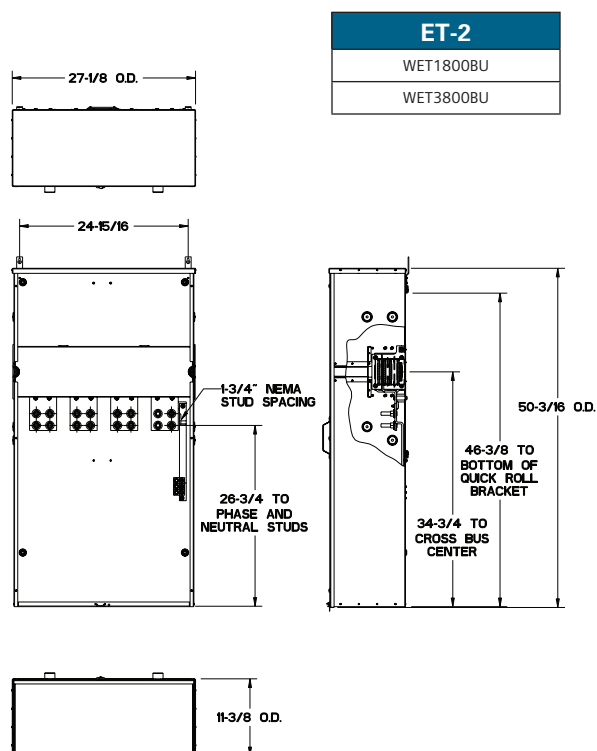 ET-2
WET1800BU
WET3800BU
27-1/8 O.D.
24-15/16
1-3/4" NEMA
STUD SPACING
26-3/4 TO
PHASE AND
NEUTRAL STUDS
50-3/16 O.D.
46-3/8 TO
BOTTOM OF
QUICK ROLL
BRACKET
34-3/4 TO
CROSS BUS
CENTER
11-3/8 O.D.